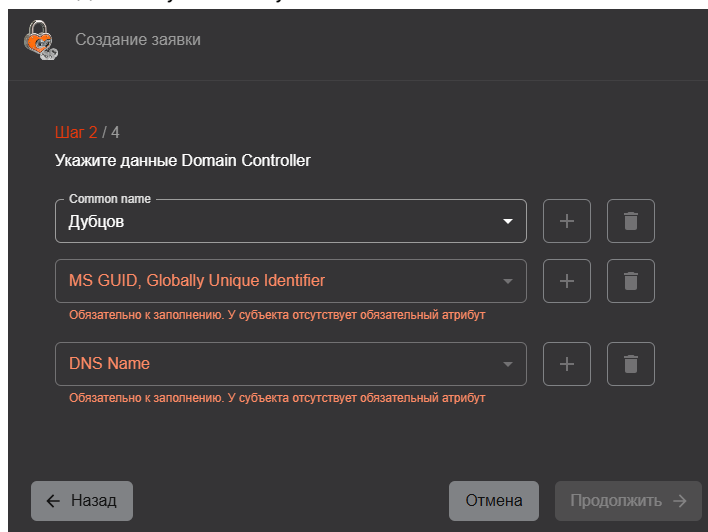 Создание заявки
Шаг 2 / 4
Укажите данные Domain Controller
Common name
Дубцов
MS GUID, Globally Unique Identifier
Обязательно к заполнению. У субъекта отсутствует обязательный атрибут
DNS Name
Обязательно к заполнению. У субъекта отсутствует обязательный атрибут
← Назад
Отмена
Продолжить →